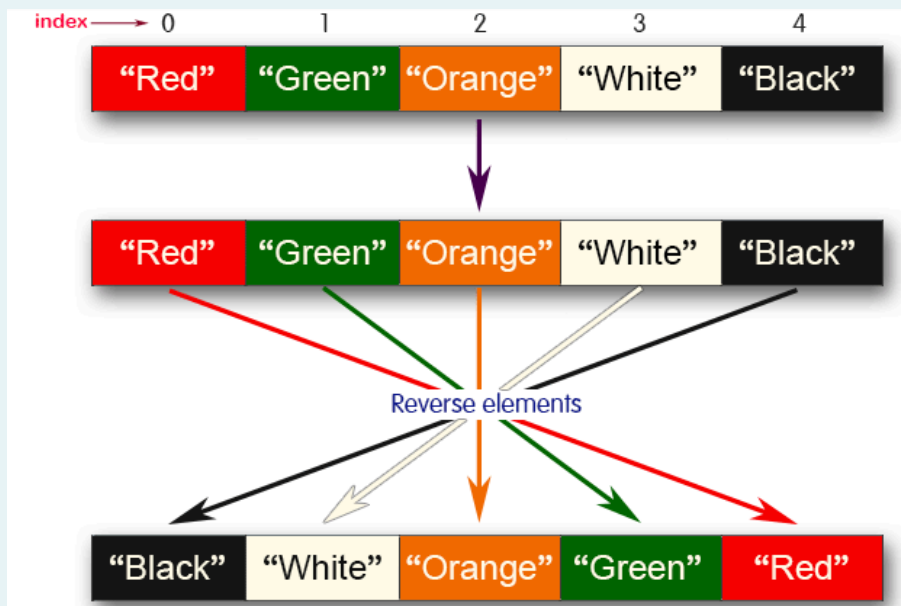 index 0 1 2 3 4
“Red” “Green” “Orange” “White” “Black”
“Red” “Green” “Orange” “White” “Black”
Reverse elements
“Black” “White” “Orange” “Green” “Red”